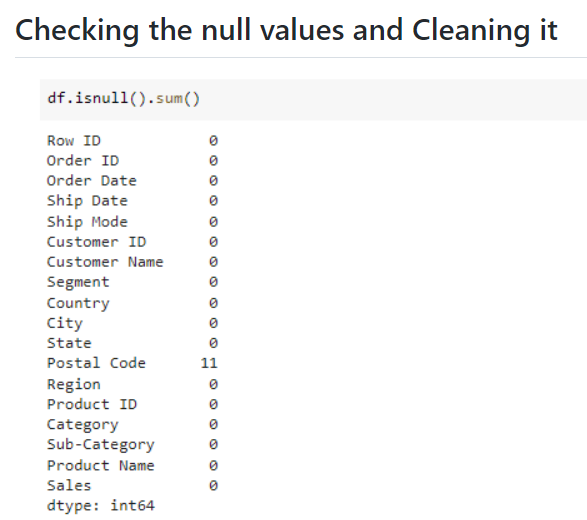 Checking the null values and Cleaning it
df.isnull().sum()
Row ID 0
Order ID 0
Order Date 0
Ship Date 0
Ship Mode 0
Customer ID 0
Customer Name 0
Segment 0
Country 0
City 0
State 0
Postal Code 11
Region 0
Product ID 0
Category 0
Sub-Category 0
Product Name 0
Sales 0
dtype: int64